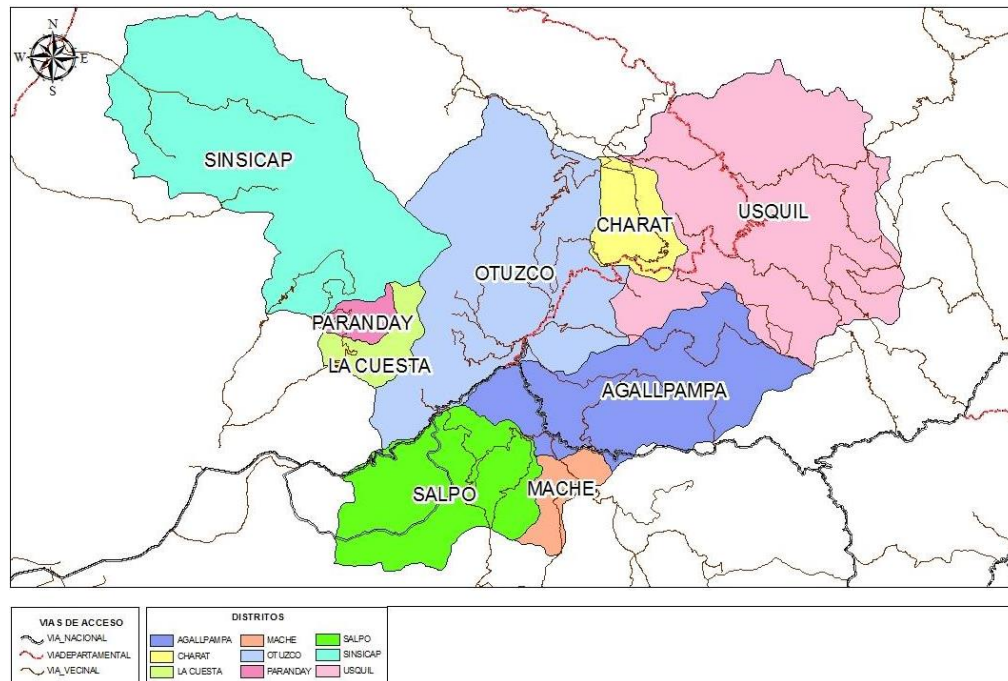 N
W E
S
SINSICAP
CHARAT
USQUIL
OTUZCO
PARANDAY
LA CUESTA
AGALLPAMPA
SALPO
MACHE
VIAS DE ACCESO
VIA_NACIONAL
VIADEPARTAMENTAL
VIA_VECINAL
DISTRITOS
AGALLPAMPA MACHE SALPO
CHARAT OTUZCO SINSICAP
LA CUESTA PARANDAY USQUIL